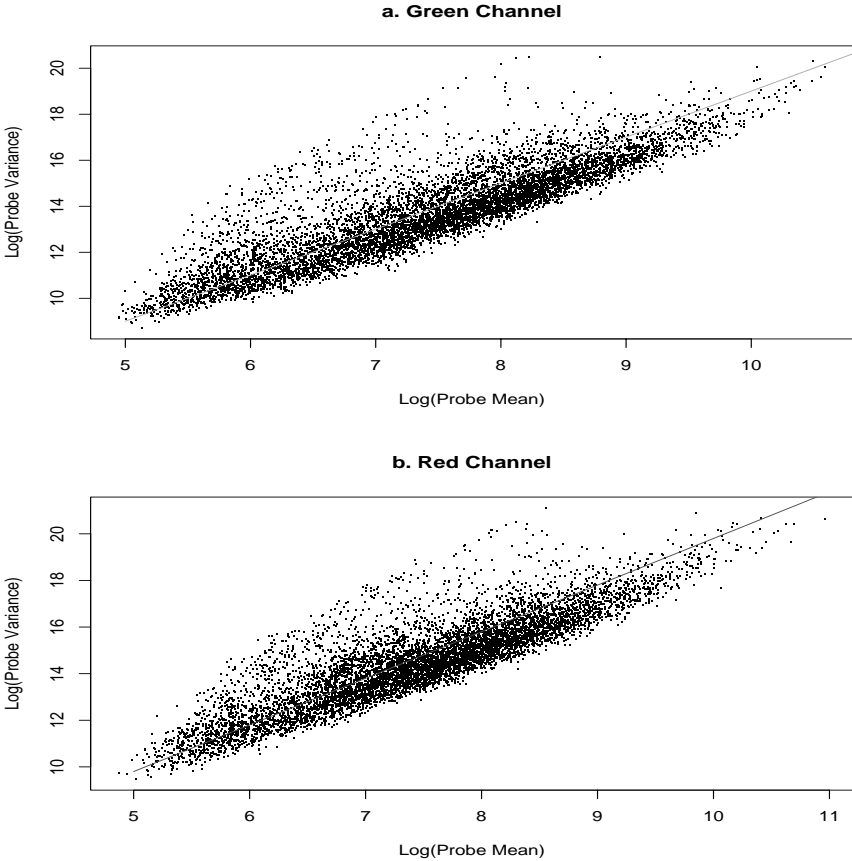 a. Green Channel
20
18
16
14
12
10
Log(Probe Variance)
5 6 7 8 9 10
Log(Probe Mean)
b. Red Channel
20
18
16
14
12
10
Log(Probe Variance)
5 6 7 8 9 10 11
Log(Probe Mean)